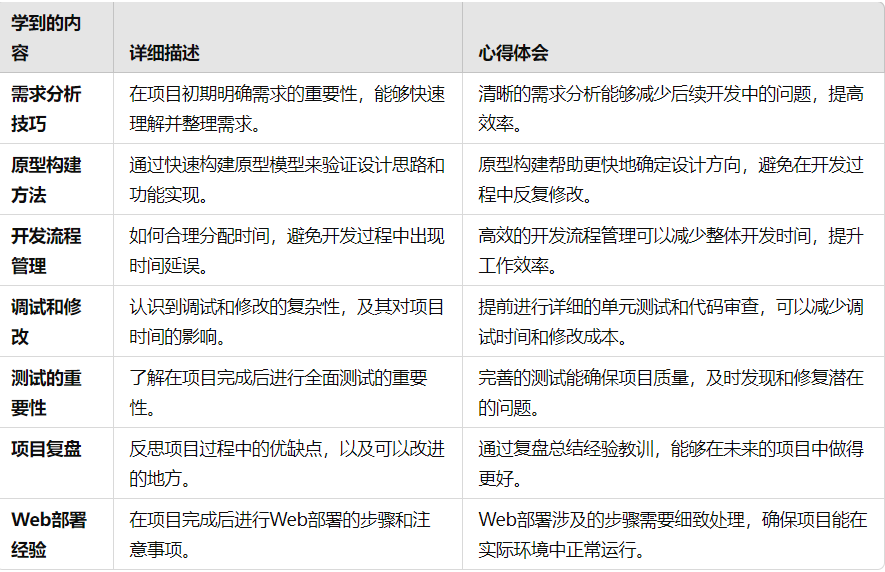 学到的内
容
详细描述
心得体会
需求分析
技巧
在项目初期明确需求的重要性，能够快速
理解并整理需求。
清晰的需求分析能够减少后续开发中的问题，提高
效率。
原型构建
方法
通过快速构建原型模型来验证设计思路和
功能实现。
原型构建帮助更快地确定设计方向，避免在开发过
程中反复修改。
开发流程
管理
如何合理分配时间，避免开发过程中出现
时间延误。
高效的开发流程管理可以减少整体开发时间，提升
工作效率。
调试和修
改
认识到调试和修改的复杂性，及其对项目
时间的影响。
提前进行详细的单元测试和代码审查，可以减少调
试时间和修改成本。
测试的重
要性
了解在项目完成后进行全面测试的重要
性。
完善的测试能确保项目质量，及时发现和修复潜在
的问题。
项目复盘
反思项目过程中的优缺点，以及可以改进
的地方。
通过复盘总结经验教训，能够在未来的项目中做得
更好。
Web部署
经验
在项目完成后进行Web部署的步骤和注
意事项。
Web部署涉及的步骤需要细致处理，确保项目能在
实际环境中正常运行。